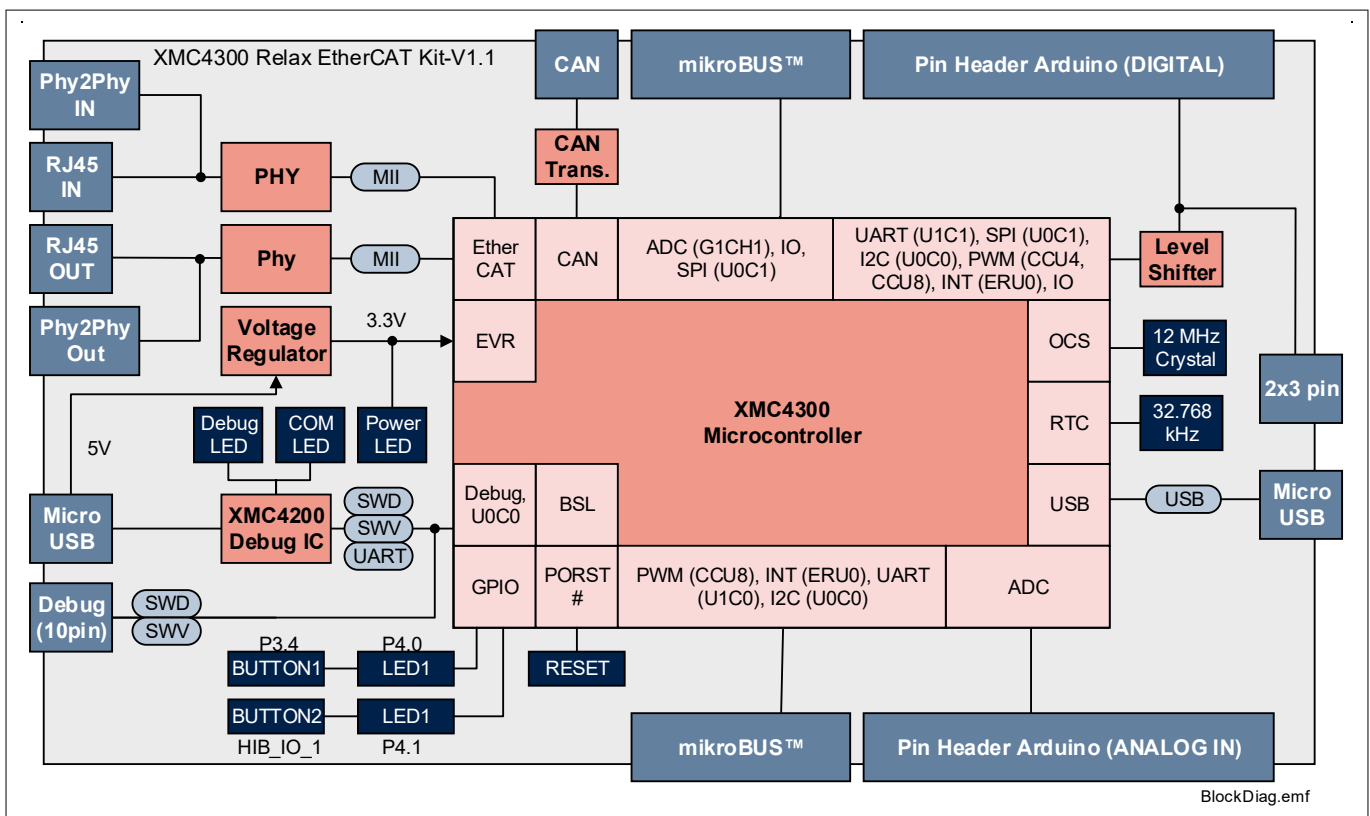 XMC4300 Relax EtherCAT Kit-V1.1
CAN
mikroBUS™
Pin Header Arduino (DIGITAL)
Phy2Phy
IN
RJ45
IN
PHY
MII
CAN
Trans.
RJ45
OUT
Phy
MII
Phy2Phy
Out
Ether
CAT
CAN
ADC (G1CH1), IO,
SPI (U0C1)
UART (U1C1), SPI (U0C1),
I2C (U0C0), PWM (CCU4,
CCU8), INT (ERU0), IO
Level
Shifter
Voltage
Regulator
3.3V
EVR
OCS
12 MHz
Crystal
2x3 pin
5V
Debug
LED
COM
LED
Power
LED
XMC4300
Microcontroller
RTC
32.768
kHz
Micro
USB
XMC4200
Debug IC
SWD
SWV
UART
Debug,
U0C0
BSL
USB
USB
Micro
USB
Debug
(10pin)
SWD
SWV
GPIO
PORST
#
PWM (CCU8), INT (ERU0), UART
(U1C0), I2C (U0C0)
ADC
P3.4
P4.0
BUTTON1
LED1
RESET
BUTTON2
LED1
HIB_IO_1
P4.1
mikroBUS™
Pin Header Arduino (ANALOG IN)
BlockDiag.emf